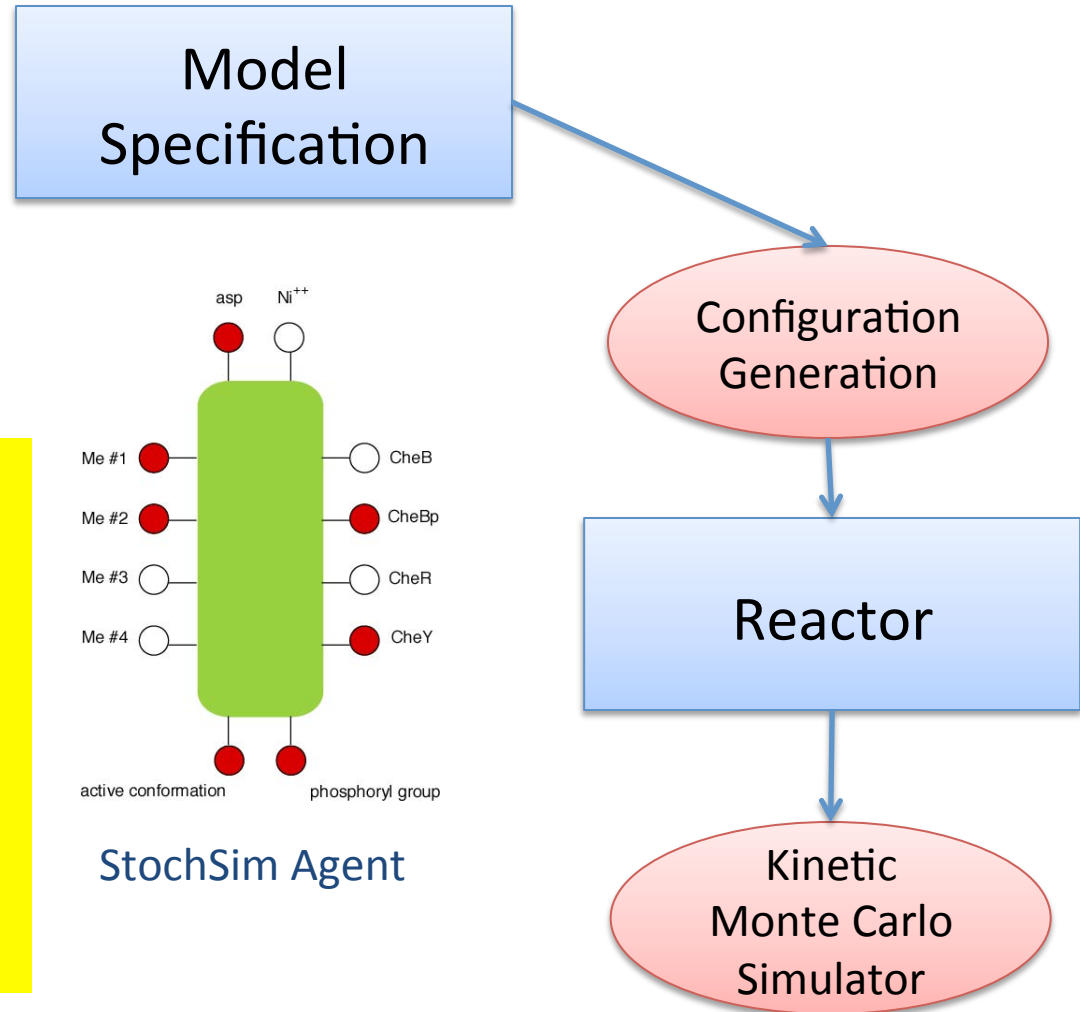 Model
Specification
asp Ni++
Configuration
Generation
Me #1
CheB
Me #2
CheBp
Me #3
CheR
Me #4
CheY
Reactor
active conformation
phosphoryl group
StochSim Agent
Kinetic
Monte Carlo
Simulator